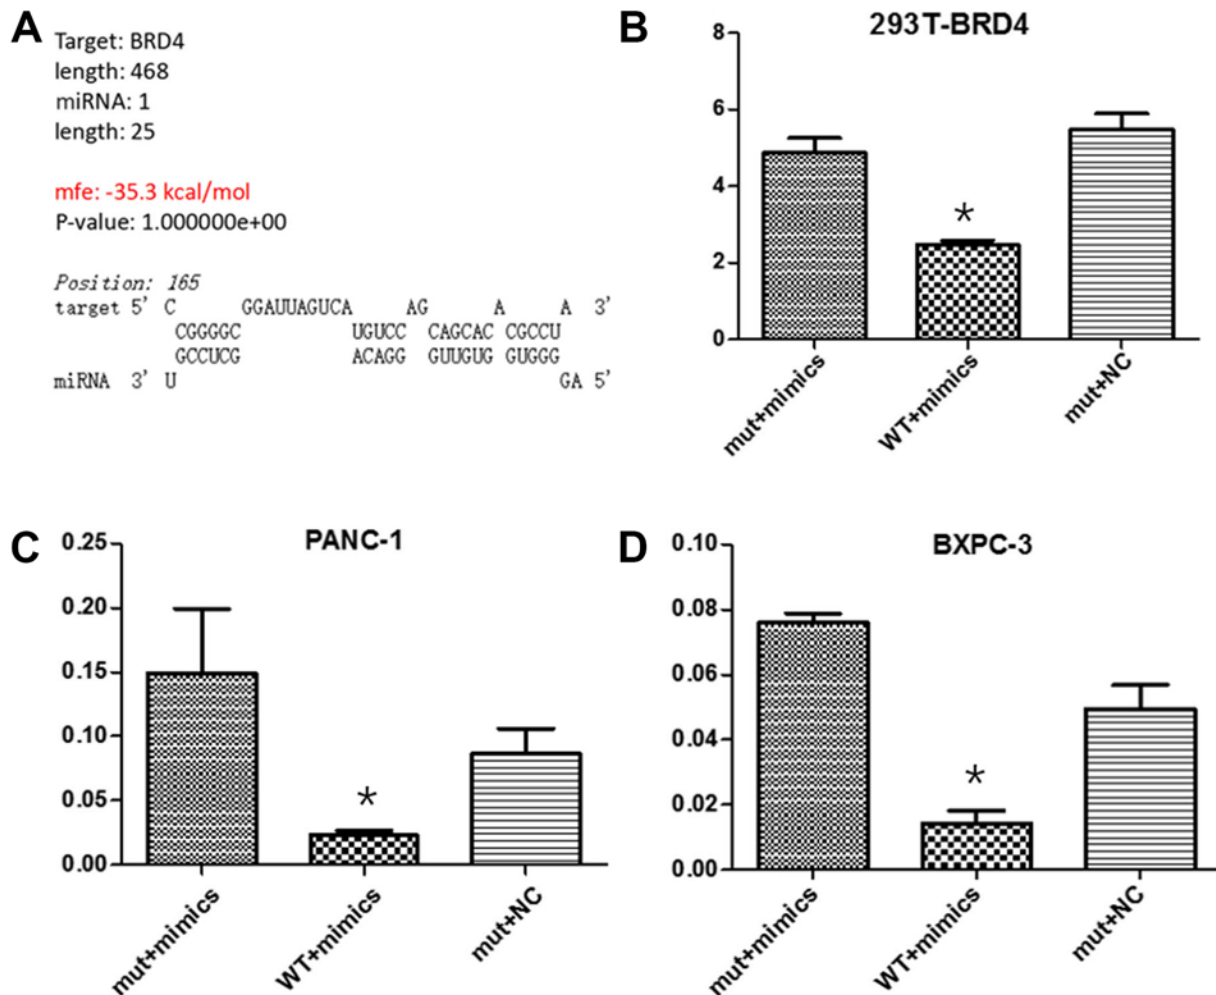 A
Target: BRD4
length: 468
miRNA: 1
length: 25
mfe: -35.3 kcal/mol
P-value: 1.000000e+00
Position: 165
target 5' C GGAUUAGUCA AG A A 3'
CGGGGC UGUCC CAGCAC CGCCU
GCCUCG ACAGG GUUGUG GUGGG
miRNA 3' U GA 5'
B
293T-BRD4
8
6
4
2
0
*
mut+mimics
WT+mimics
mut+NC
C
PANC-1
0.25
0.20
0.15
0.10
0.05
0.00
*
mut+mimics
WT+mimics
mut+NC
D
BXPC-3
0.10
0.08
0.06
0.04
0.02
0.00
*
mut+mimics
WT+mimics
mut+NC